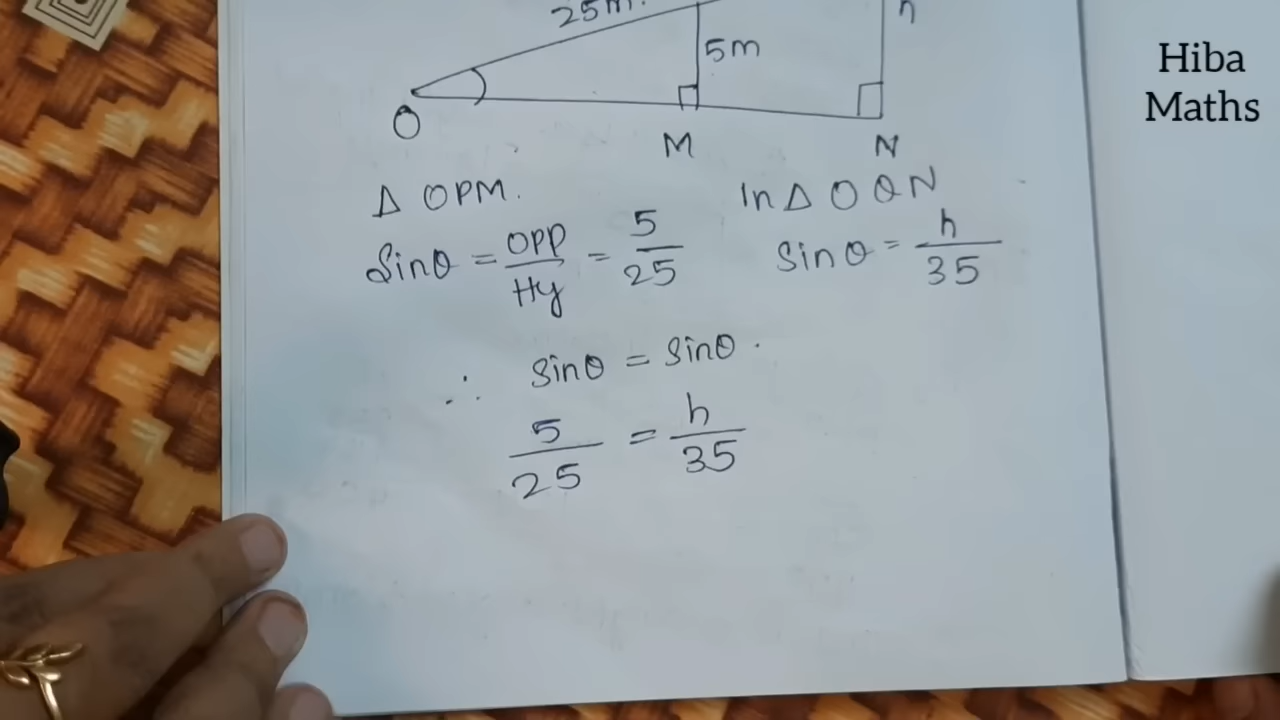 25m.
h
5m
O
M
N
Δ OPM.
In Δ OQN
Sinθ = OPP/Hy = 5/25
Sinθ = h/35
∴ Sinθ = Sinθ.
5/25 = h/35
Hiba
Maths